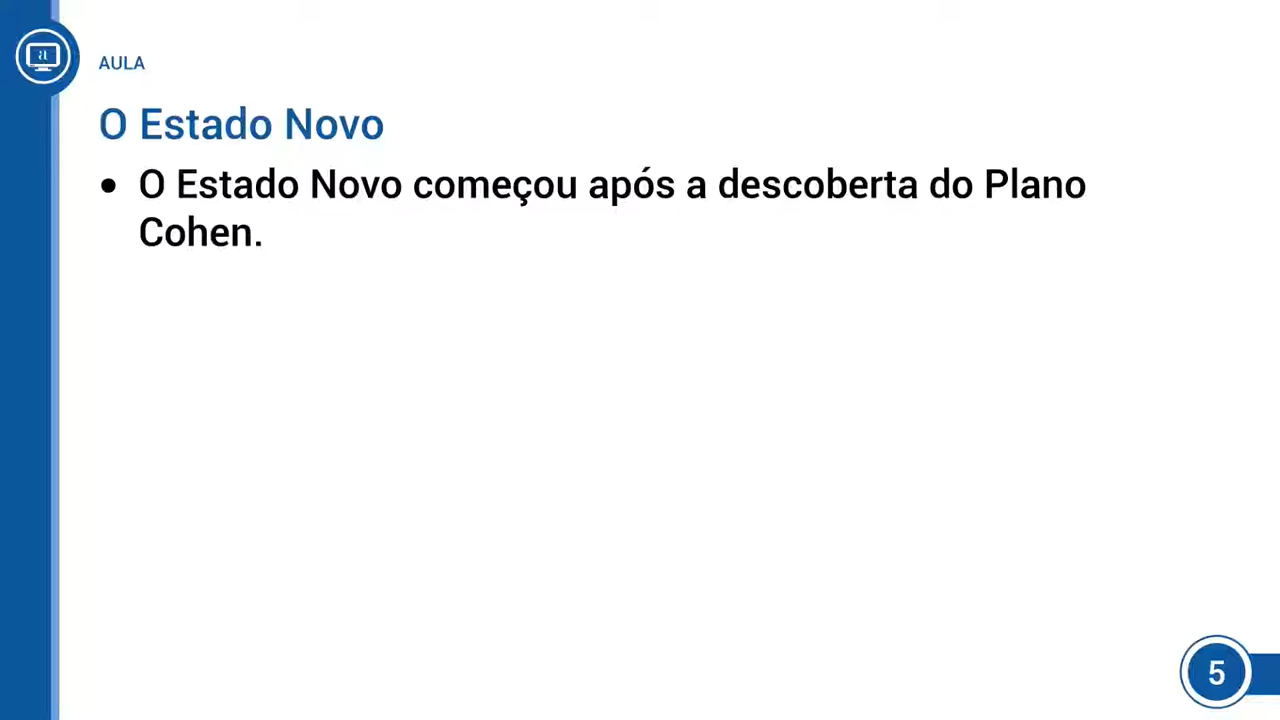 AULA
O Estado Novo
• O Estado Novo começou após a descoberta do Plano
Cohen.
5